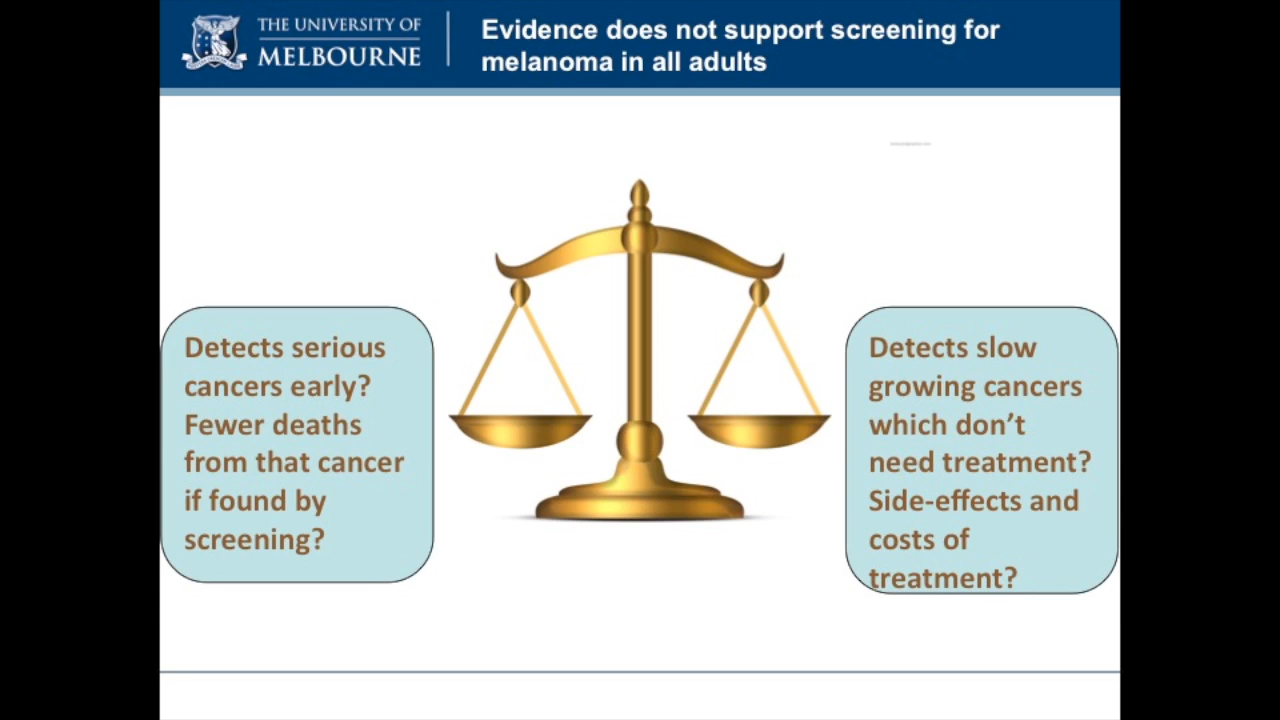 THE UNIVERSITY OF
MELBOURNE
Evidence does not support screening for
melanoma in all adults
Detects serious
cancers early?
Fewer deaths
from that cancer
if found by
screening?
Detects slow
growing cancers
which don’t
need treatment?
Side-effects and
costs of
treatment?